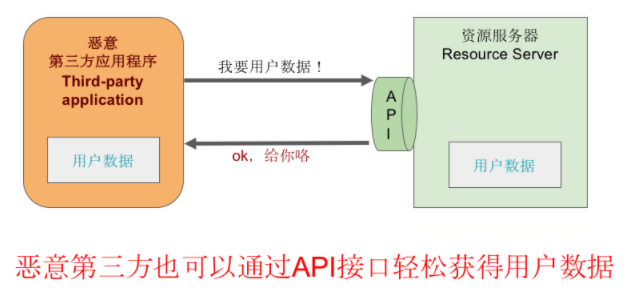 恶意
第三方应用程序
Third-party
application
用户数据
我要用户数据！
ok，给你咯
A
P
I
资源服务器
Resource Server
用户数据
恶意第三方也可以通过API接口轻松获得用户数据